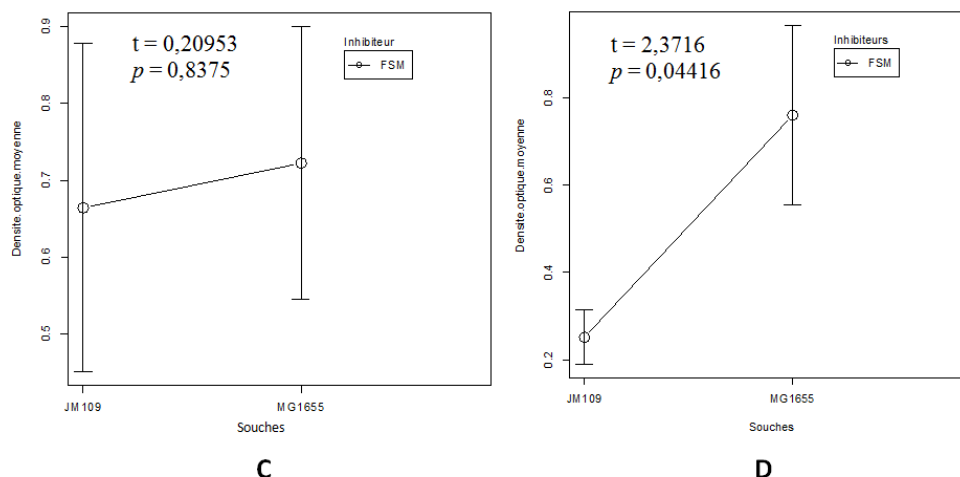 t = 0,20953
p = 0,8375
Inhibiteur
FSM
0.9
0.8
0.7
0.6
0.5
Densite.optique.moyenne
JM109 MG1655
Souches
C
t = 2,3716
p = 0,04416
Inhibiteurs
FSM
0.8
0.6
0.4
0.2
Densite.optique.moyenne
JM109 MG1655
Souches
D